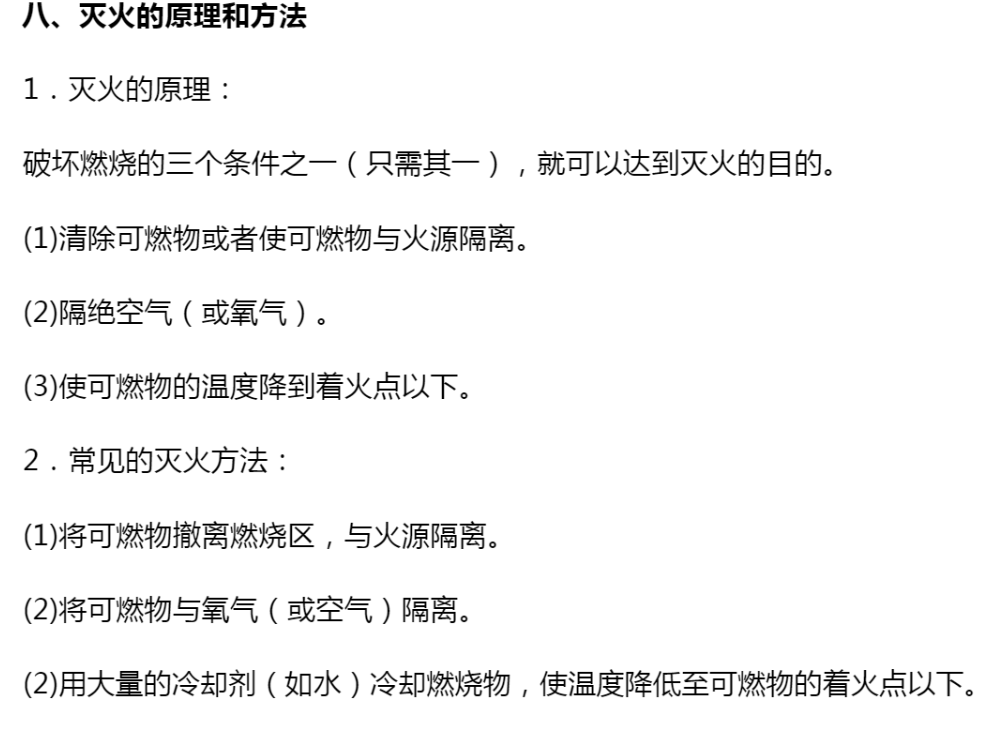 八、灭火的原理和方法
1．灭火的原理：
破坏燃烧的三个条件之一（只需其一），就可以达到灭火的目的。
(1)清除可燃物或者使可燃物与火源隔离。
(2)隔绝空气（或氧气）。
(3)使可燃物的温度降到着火点以下。
2．常见的灭火方法：
(1)将可燃物撤离燃烧区，与火源隔离。
(2)将可燃物与氧气（或空气）隔离。
(2)用大量的冷却剂（如水）冷却燃烧物，使温度降低至可燃物的着火点以下。